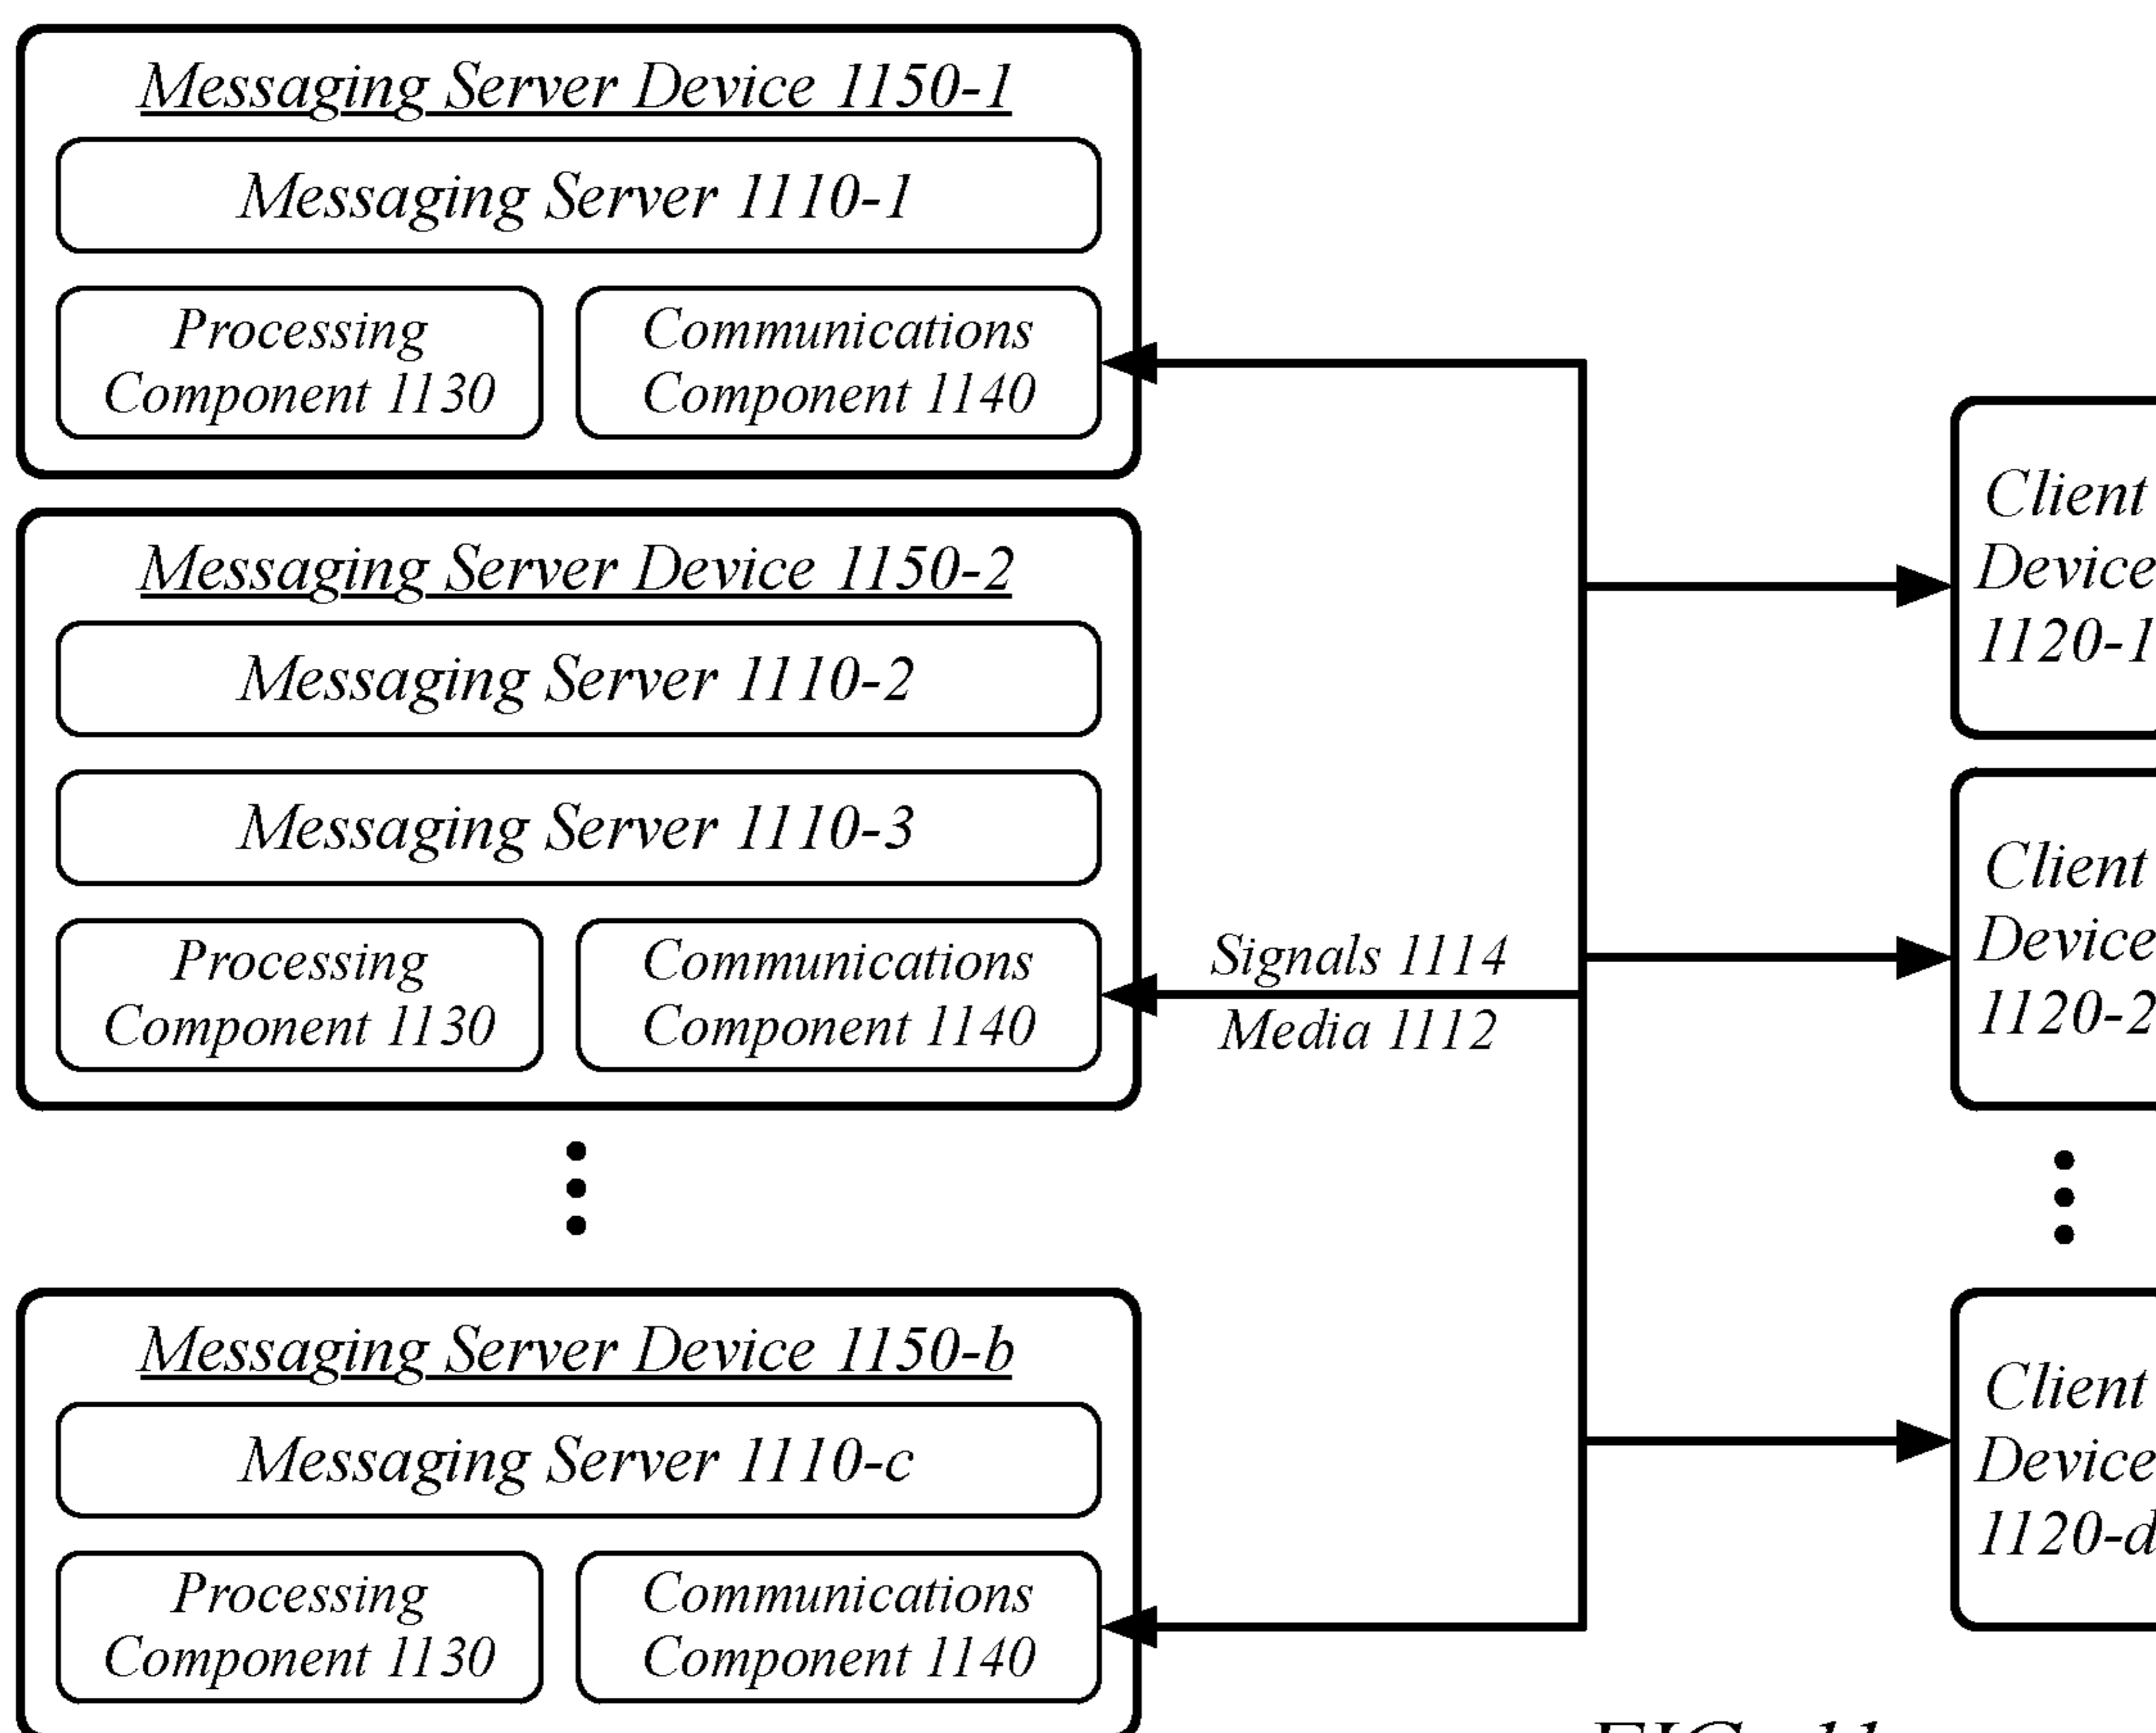 Messaging Server Device 1150-1
Messaging Server 1110-1
Processing
Component 1130
Communications
Component 1140
Messaging Server Device 1150-2
Messaging Server 1110-2
Messaging Server 1110-3
Processing
Component 1130
Communications
Component 1140
Signals 1114
Media 1112
Messaging Server Device 1150-b
Messaging Server 1110-c
Processing
Component 1130
Communications
Component 1140
Client
Device
1120-1
Client
Device
1120-2
Client
Device
1120-d
FIG. 11